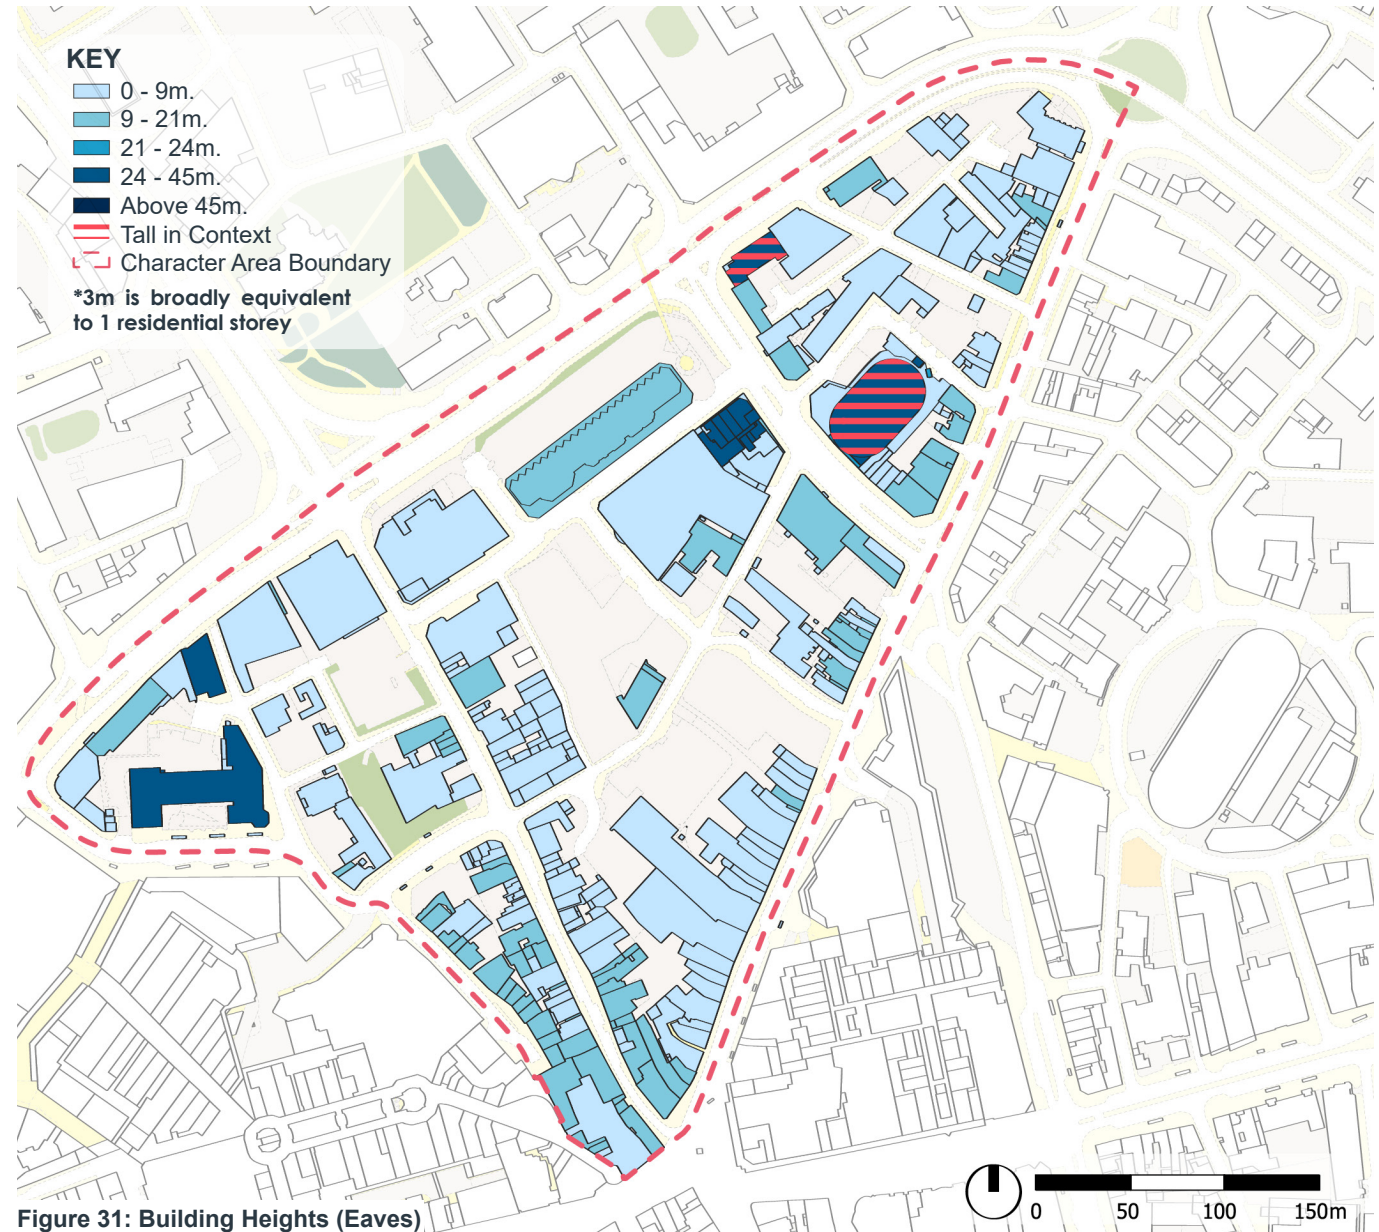 KEY
0 - 9m.
9 - 21m.
21 - 24m.
24 - 45m.
Above 45m.
Tall in Context
Character Area Boundary
*3m is broadly equivalent
to 1 residential storey
0 50 100 150m
Figure 31: Building Heights (Eaves)